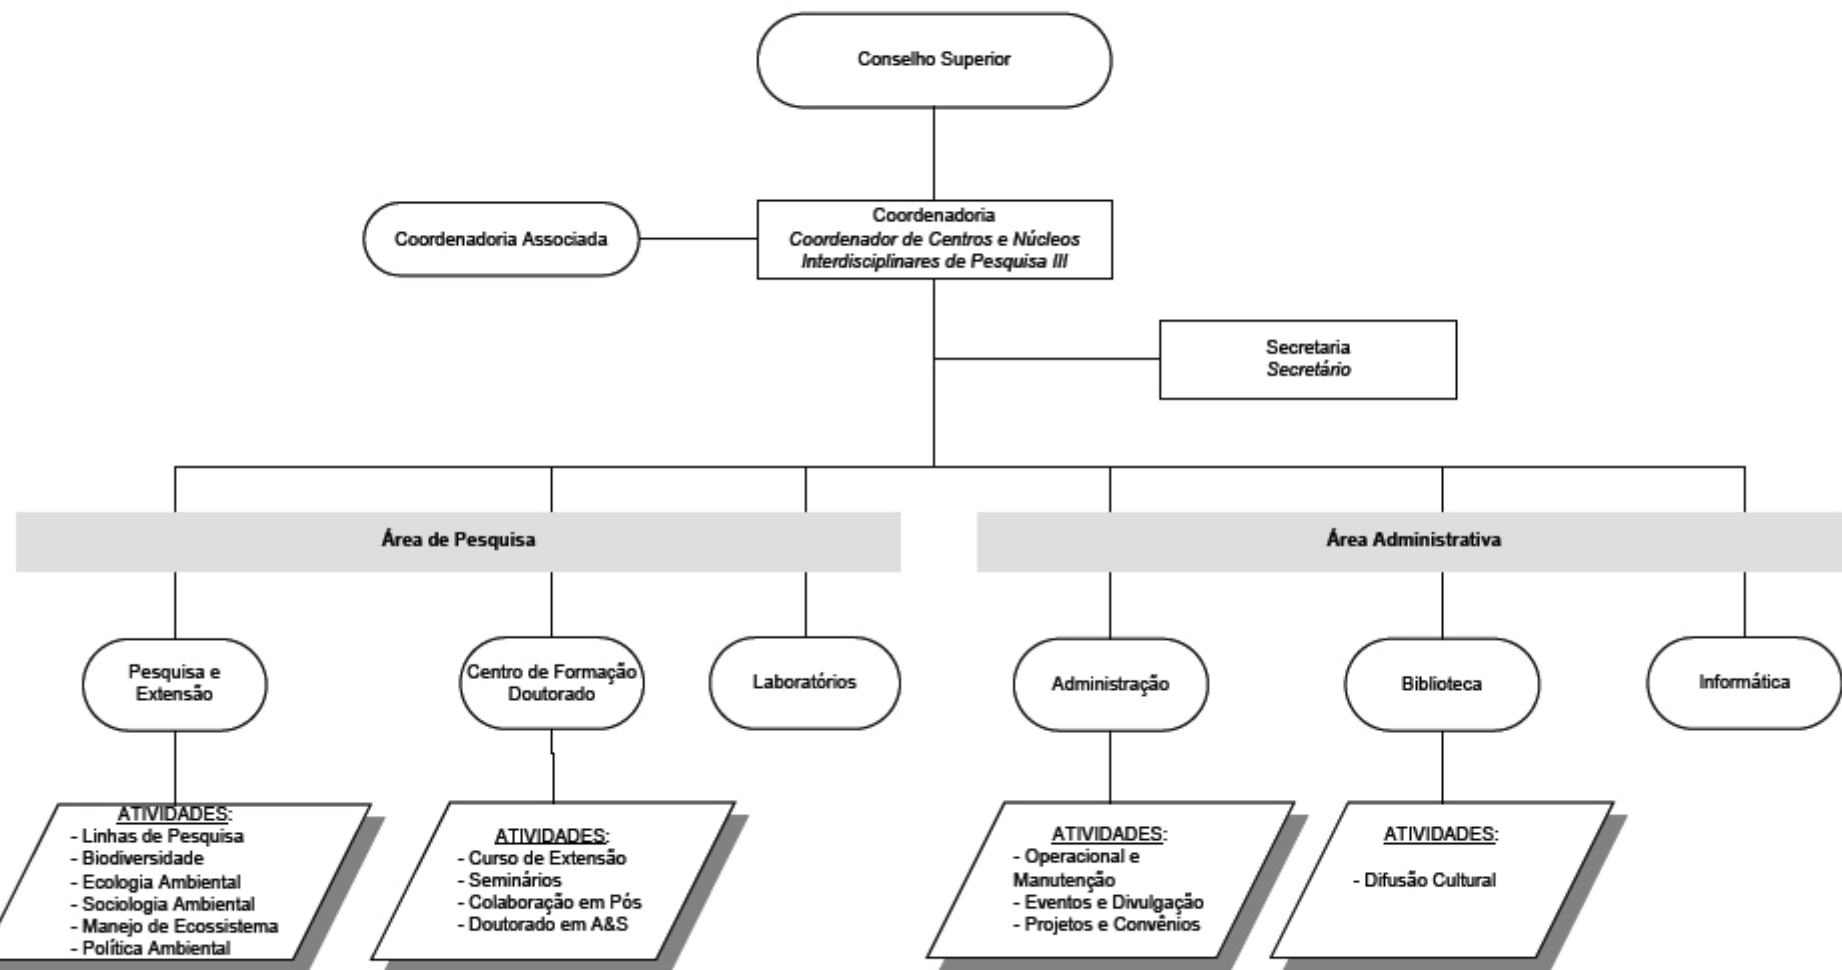 Conselho Superior
Coordenadoria Associada
Coordenadoria
Coordenador de Centros e Núcleos
Interdisciplinares de Pesquisa III
Secretaria
Secretário
Área de Pesquisa
Área Administrativa
Pesquisa e
Extensão
Centro de Formação
Doutorado
Laboratórios
Administração
Biblioteca
Informática
ATIVIDADES:
- Linhas de Pesquisa
- Biodiversidade
- Ecologia Ambiental
- Sociologia Ambiental
- Manejo de Ecossistema
- Política Ambiental
ATIVIDADES:
- Curso de Extensão
- Seminários
- Colaboração em Pós
- Doutorado em A&S
ATIVIDADES:
- Operacional e
Manutenção
- Eventos e Divulgação
- Projetos e Convênios
ATIVIDADES:
- Difusão Cultural